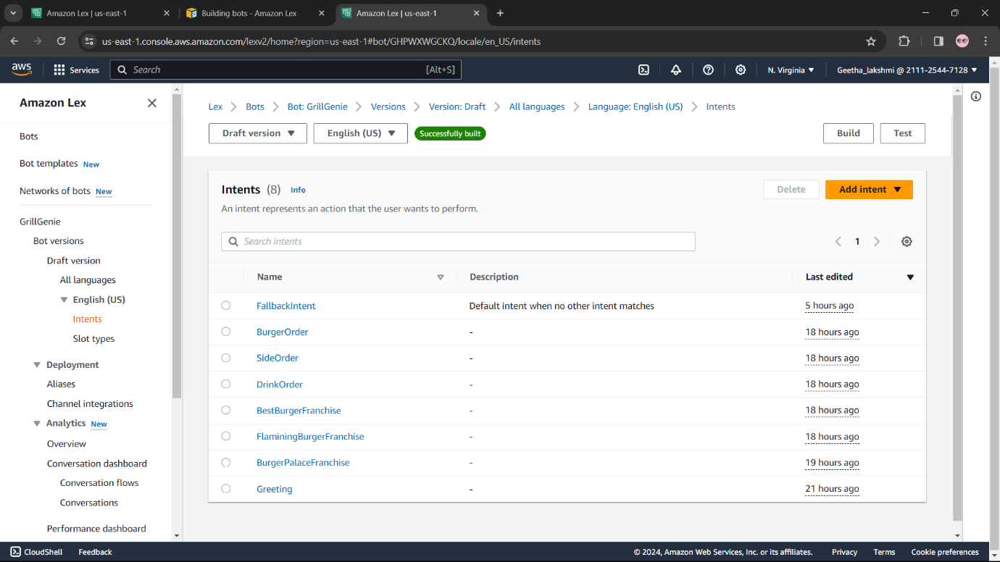 Amazon Lex | us-east-1
Building bots - Amazon Lex
Amazon Lex | us-east-1
us-east-1.console.aws.amazon.com/lexv2/home?region=us-east-1#bot/GHPWXWGCKQ/locale/en_US/intents
aws Services Search [Alt+S] N. Virginia Geetha_lakshmi @ 2111-2544-7128
Amazon Lex
Bots
Bot templates New
Networks of bots New
GrillGenie
Bot versions
Draft version
All languages
English (US)
Intents
Slot types
Deployment
Aliases
Channel integrations
Analytics New
Overview
Conversation dashboard
Conversation flows
Conversations
Performance dashboard
Lex Bots Bot: GrillGenie Versions Version: Draft All languages Language: English (US) Intents
Draft version English (US) Successfully built Build Test
Intents (8) Info Delete Add intent
An intent represents an action that the user wants to perform.
Search intents 1
Name Description Last edited
FallbackIntent Default intent when no other intent matches 5 hours ago
BurgerOrder - 18 hours ago
SideOrder - 18 hours ago
DrinkOrder - 18 hours ago
BestBurgerFranchise - 18 hours ago
FlaminingBurgerFranchise - 18 hours ago
BurgerPalaceFranchise - 19 hours ago
Greeting - 21 hours ago
CloudShell Feedback © 2024, Amazon Web Services, Inc. or its affiliates. Privacy Terms Cookie preferences